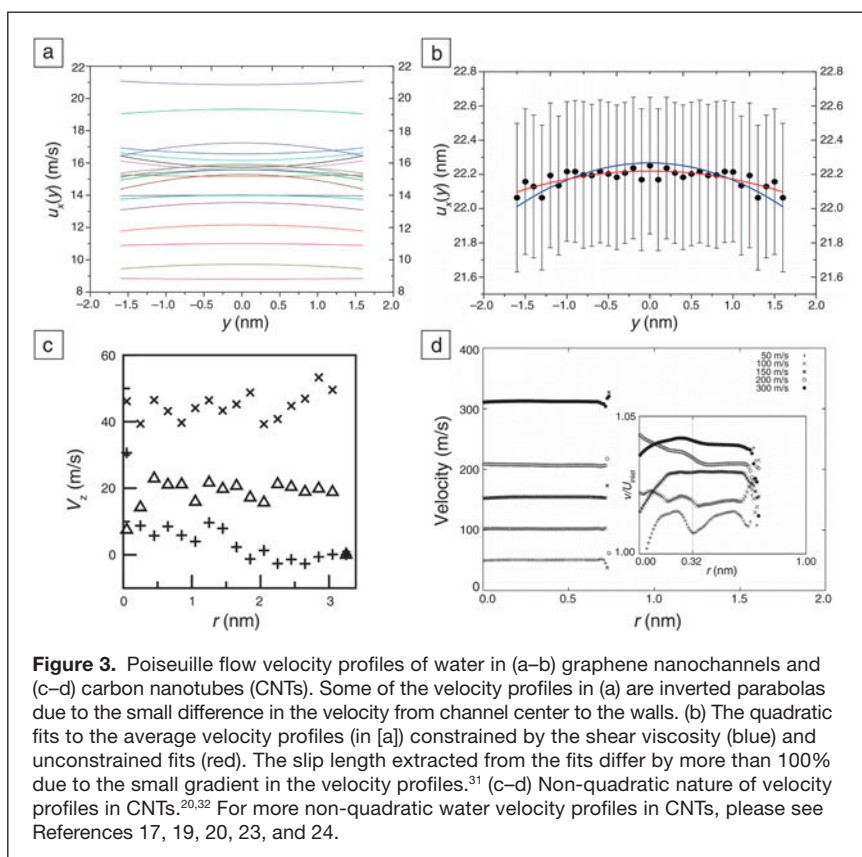 a
22
20
18
16
14
12
10
8
u_x(y) (m/s)
22
20
18
16
14
12
10
8
−2.0 −1.5 −1.0 −0.5 0.0 0.5 1.0 1.5 2.0
y (nm)
b
22.8
22.6
22.4
22.2
22.0
21.8
21.6
u_x(y) (nm)
22.8
22.6
22.4
22.2
22.0
21.8
21.6
−2.0 −1.5 −1.0 −0.5 0.0 0.5 1.0 1.5 2.0
y (nm)
c
60
40
20
0
V_z (m/s)
0 1 2 3
r (nm)
d
400
300
200
100
0
Velocity (m/s)
50 m/s
100 m/s
150 m/s
200 m/s
300 m/s
1.05
1.00
0.00 0.32 1.00
r (nm)
0.0 0.5 1.0 1.5 2.0
r (nm)
Figure 3. Poiseuille flow velocity profiles of water in (a–b) graphene nanochannels and
(c–d) carbon nanotubes (CNTs). Some of the velocity profiles in (a) are inverted parabolas
due to the small difference in the velocity from channel center to the walls. (b) The quadratic
fits to the average velocity profiles (in [a]) constrained by the shear viscosity (blue) and
unconstrained fits (red). The slip length extracted from the fits differ by more than 100%
due to the small gradient in the velocity profiles.31 (c–d) Non-quadratic nature of velocity
profiles in CNTs.20,32 For more non-quadratic water velocity profiles in CNTs, please see
References 17, 19, 20, 23, and 24.